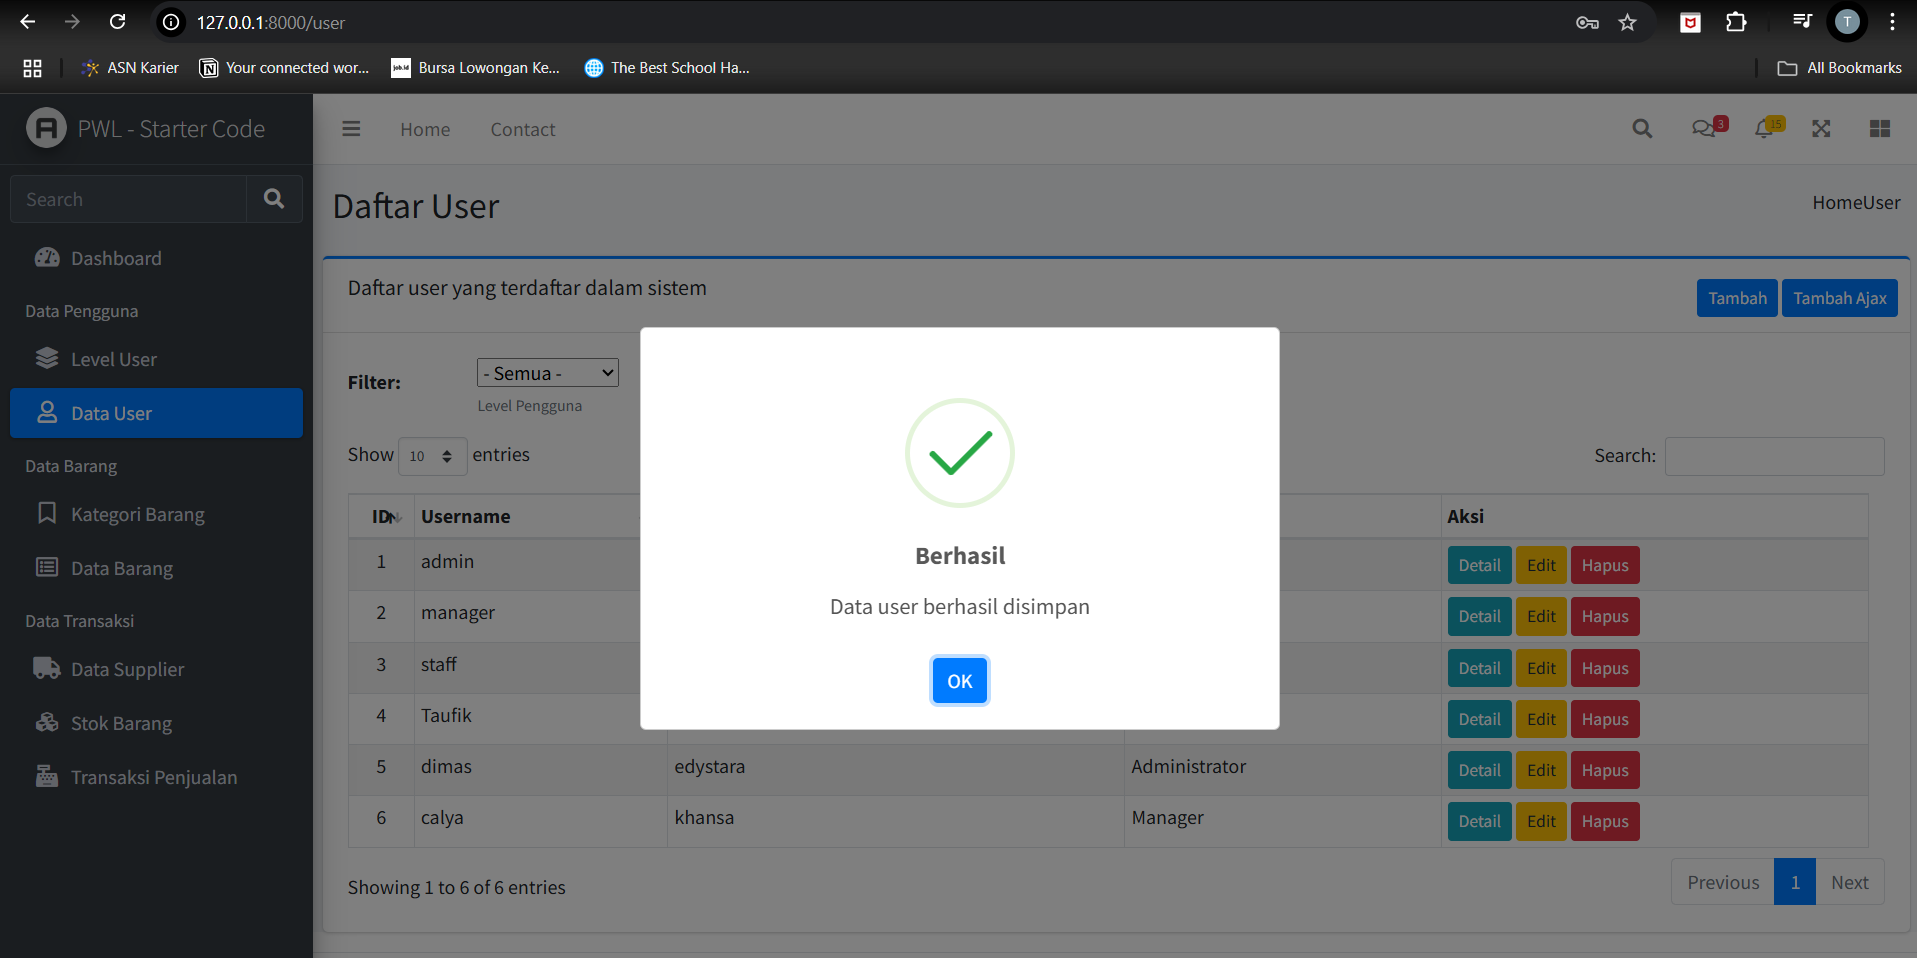 127.0.0.1:8000/user
ASN Karier
Your connected wor...
Bursa Lowongan Ke...
The Best School Ha...
All Bookmarks
T
PWL - Starter Code
Home
Contact
3
15
Search
Daftar User
HomeUser
Dashboard
Data Pengguna
Level User
Data User
Data Barang
Kategori Barang
Data Barang
Data Transaksi
Data Supplier
Stok Barang
Transaksi Penjualan
Daftar user yang terdaftar dalam sistem
Tambah
Tambah Ajax
Filter:
- Semua -
Level Pengguna
Show 10 entries
Search:
ID Username Aksi
1 admin Detail Edit Hapus
2 manager Detail Edit Hapus
3 staff Detail Edit Hapus
4 Taufik Detail Edit Hapus
5 dimas edystara Administrator Detail Edit Hapus
6 calya khansa Manager Detail Edit Hapus
Showing 1 to 6 of 6 entries
Previous 1 Next
Berhasil
Data user berhasil disimpan
OK